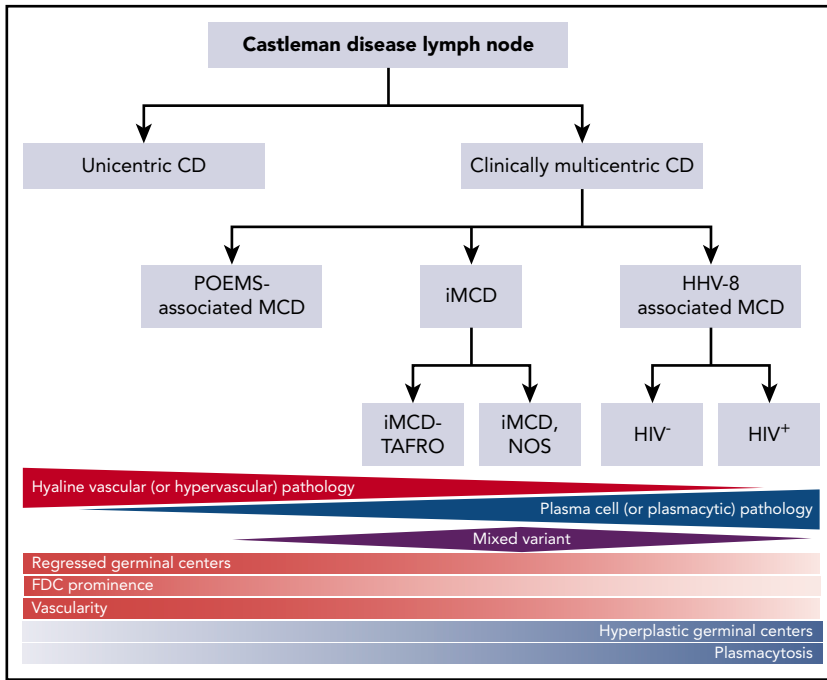 Castleman disease lymph node
Unicentric CD
Clinically multicentric CD
POEMS-
associated MCD
iMCD
HHV-8
associated MCD
iMCD-
TAFRO
iMCD,
NOS
HIV⁻
HIV⁺
Hyaline vascular (or hypervascular) pathology
Plasma cell (or plasmacytic) pathology
Mixed variant
Regressed germinal centers
FDC prominence
Vascularity
Hyperplastic germinal centers
Plasmacytosis